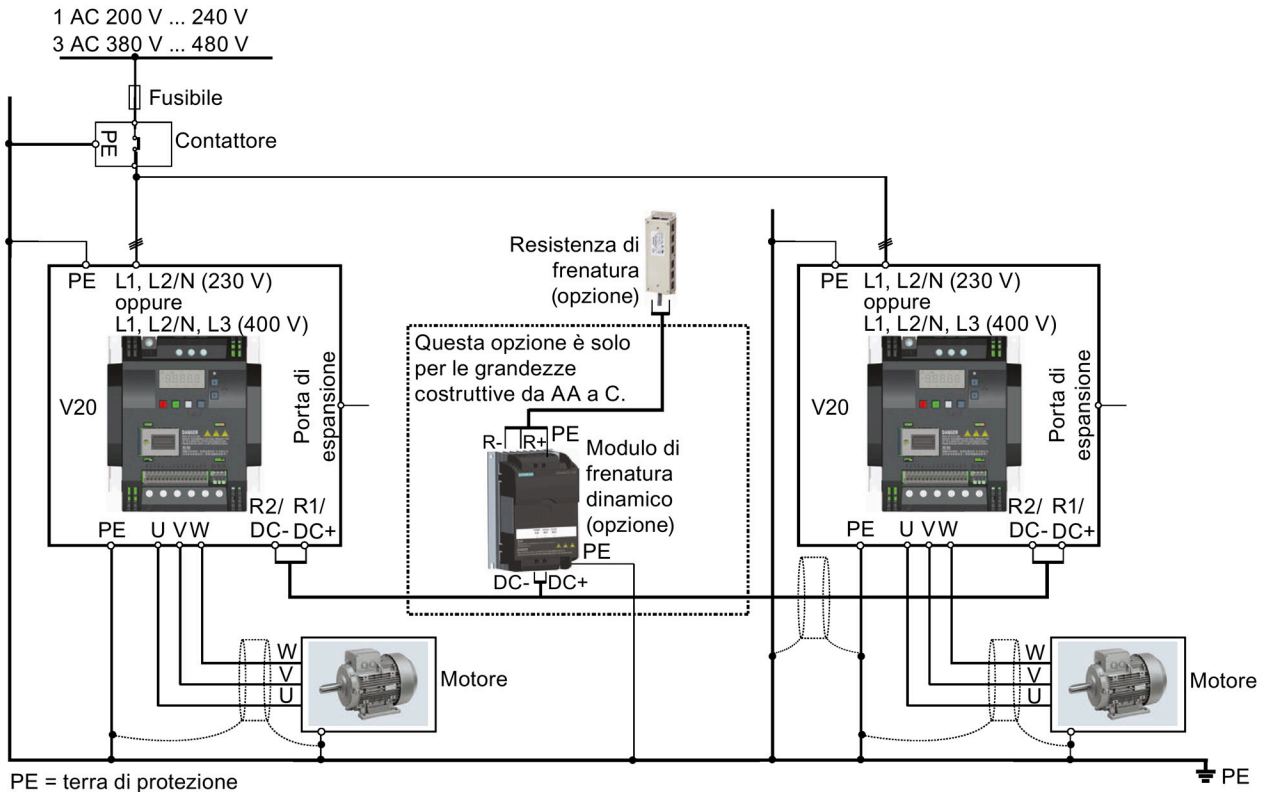 1 AC 200 V ... 240 V
3 AC 380 V ... 480 V
Fusibile
PE
Contattore
Resistenza di
frenatura
(opzione)
PE
L1, L2/N (230 V)
oppure
L1, L2/N, L3 (400 V)
V20
Porta di
espansione
PE
U
V
W
R2/
DC-
R1/
DC+
Questa opzione è solo
per le grandezze
costruttive da AA a C.
R-
R+
PE
Modulo di
frenatura
dinamico
(opzione)
PE
DC-
DC+
PE
L1, L2/N (230 V)
oppure
L1, L2/N, L3 (400 V)
V20
Porta di
espansione
PE
U
V
W
R2/
DC-
R1/
DC+
W
V
U
Motore
W
V
U
Motore
PE
PE = terra di protezione